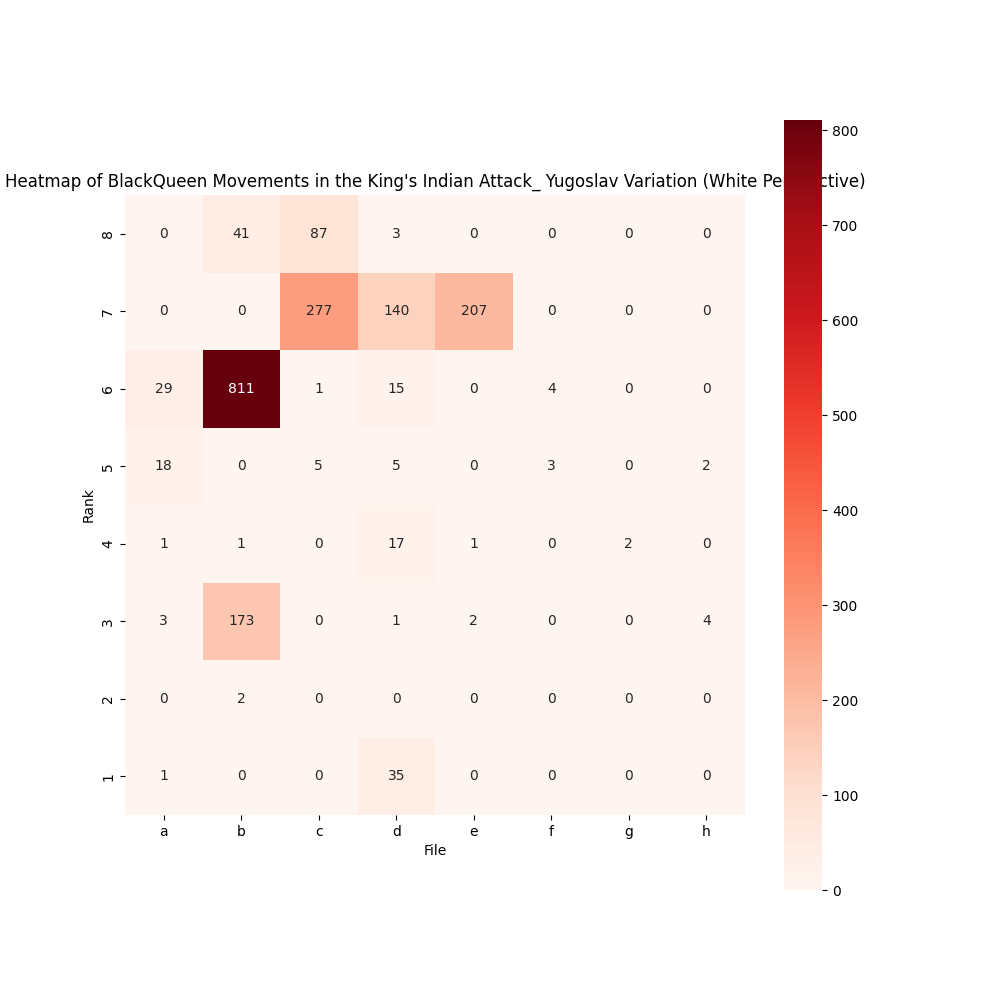 Heatmap of BlackQueen Movements in the King's Indian Attack_ Yugoslav Variation (White Pe ctive)
8 0 41 87 3 0 0 0 0
7 0 0 277 140 207 0 0 0
6 29 811 1 15 0 4 0 0
5 18 0 5 5 0 3 0 2
4 1 1 0 17 1 0 2 0
3 3 173 0 1 2 0 0 4
2 0 2 0 0 0 0 0 0
1 1 0 0 35 0 0 0 0
a b c d e f g h
File
Rank
800
700
600
500
400
300
200
100
0